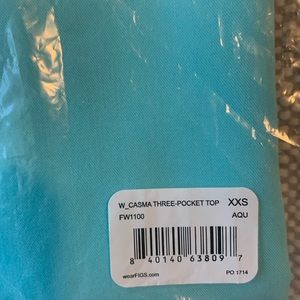 W_CASMA THREE-POCKET TOP XXS
FW1100 AQU
8 40140 63809 7
wearFIGS.com PO 1714